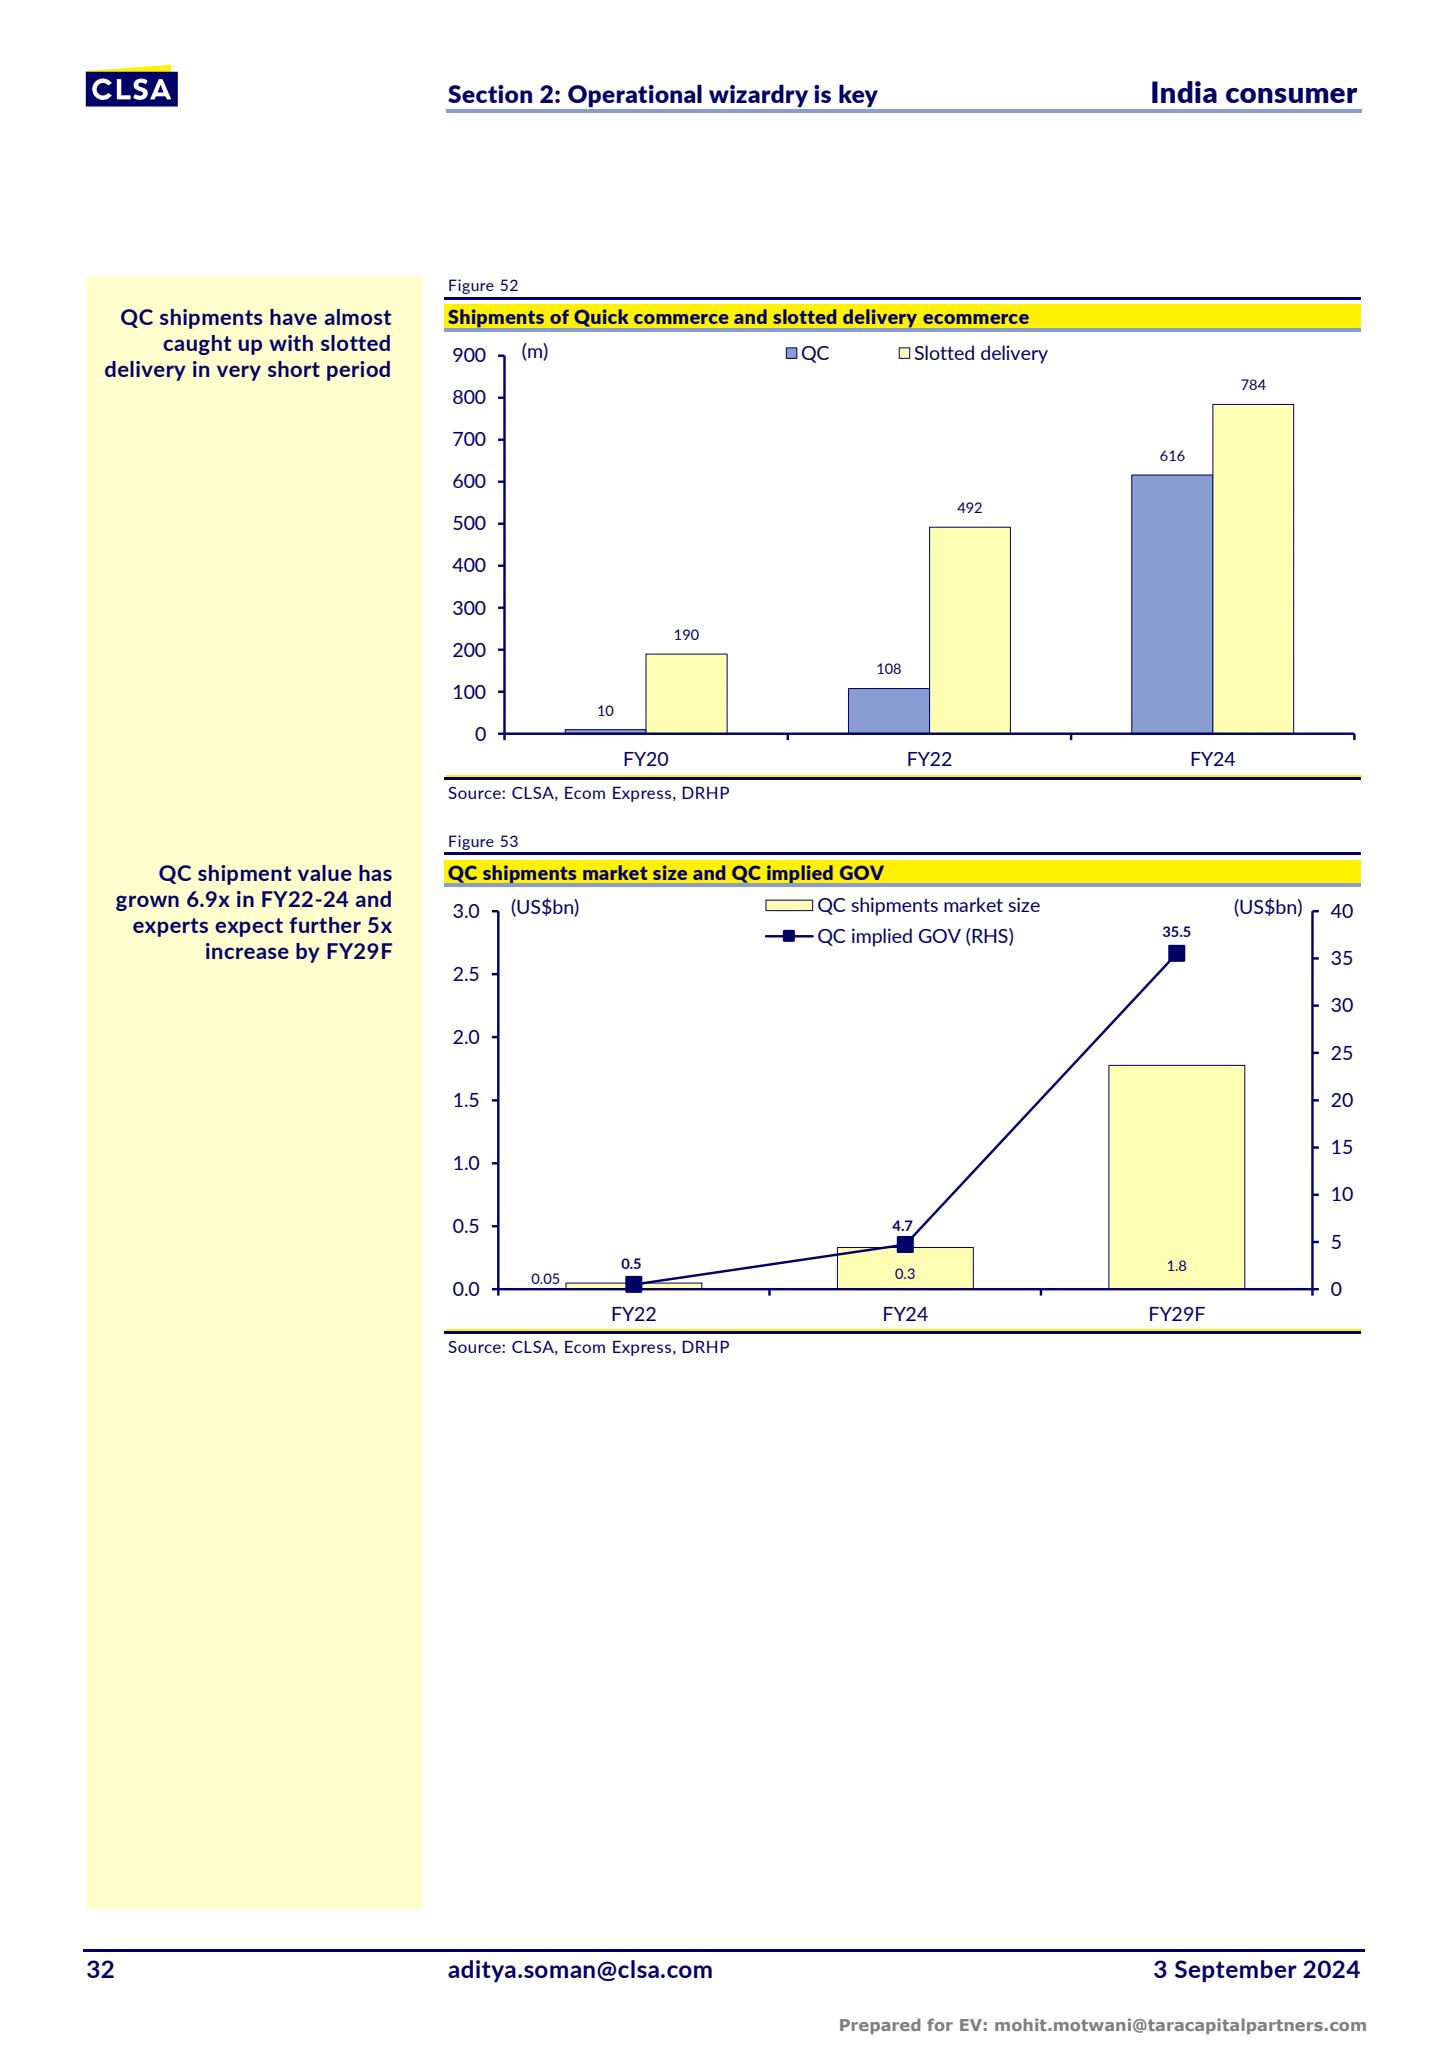 CLSA
Section 2: Operational wizardry is key
India consumer
QC shipments have almost
caught up with slotted
delivery in very short period
Figure 52
Shipments of Quick commerce and slotted delivery ecommerce
(m)
QC
Slotted delivery
900
800
700
600
500
400
300
200
100
0
10
190
108
492
616
784
FY20
FY22
FY24
Source: CLSA, Ecom Express, DRHP
QC shipment value has
grown 6.9x in FY22-24 and
experts expect further 5x
increase by FY29F
Figure 53
QC shipments market size and QC implied GOV
(US$bn)
QC shipments market size
QC implied GOV (RHS)
(US$bn)
3.0
2.5
2.0
1.5
1.0
0.5
0.0
40
35
30
25
20
15
10
5
0
0.05
0.5
4.7
0.3
35.5
1.8
FY22
FY24
FY29F
Source: CLSA, Ecom Express, DRHP
32
aditya.soman@clsa.com
3 September 2024
Prepared for EV: mohit.motwani@taracapitalpartners.com